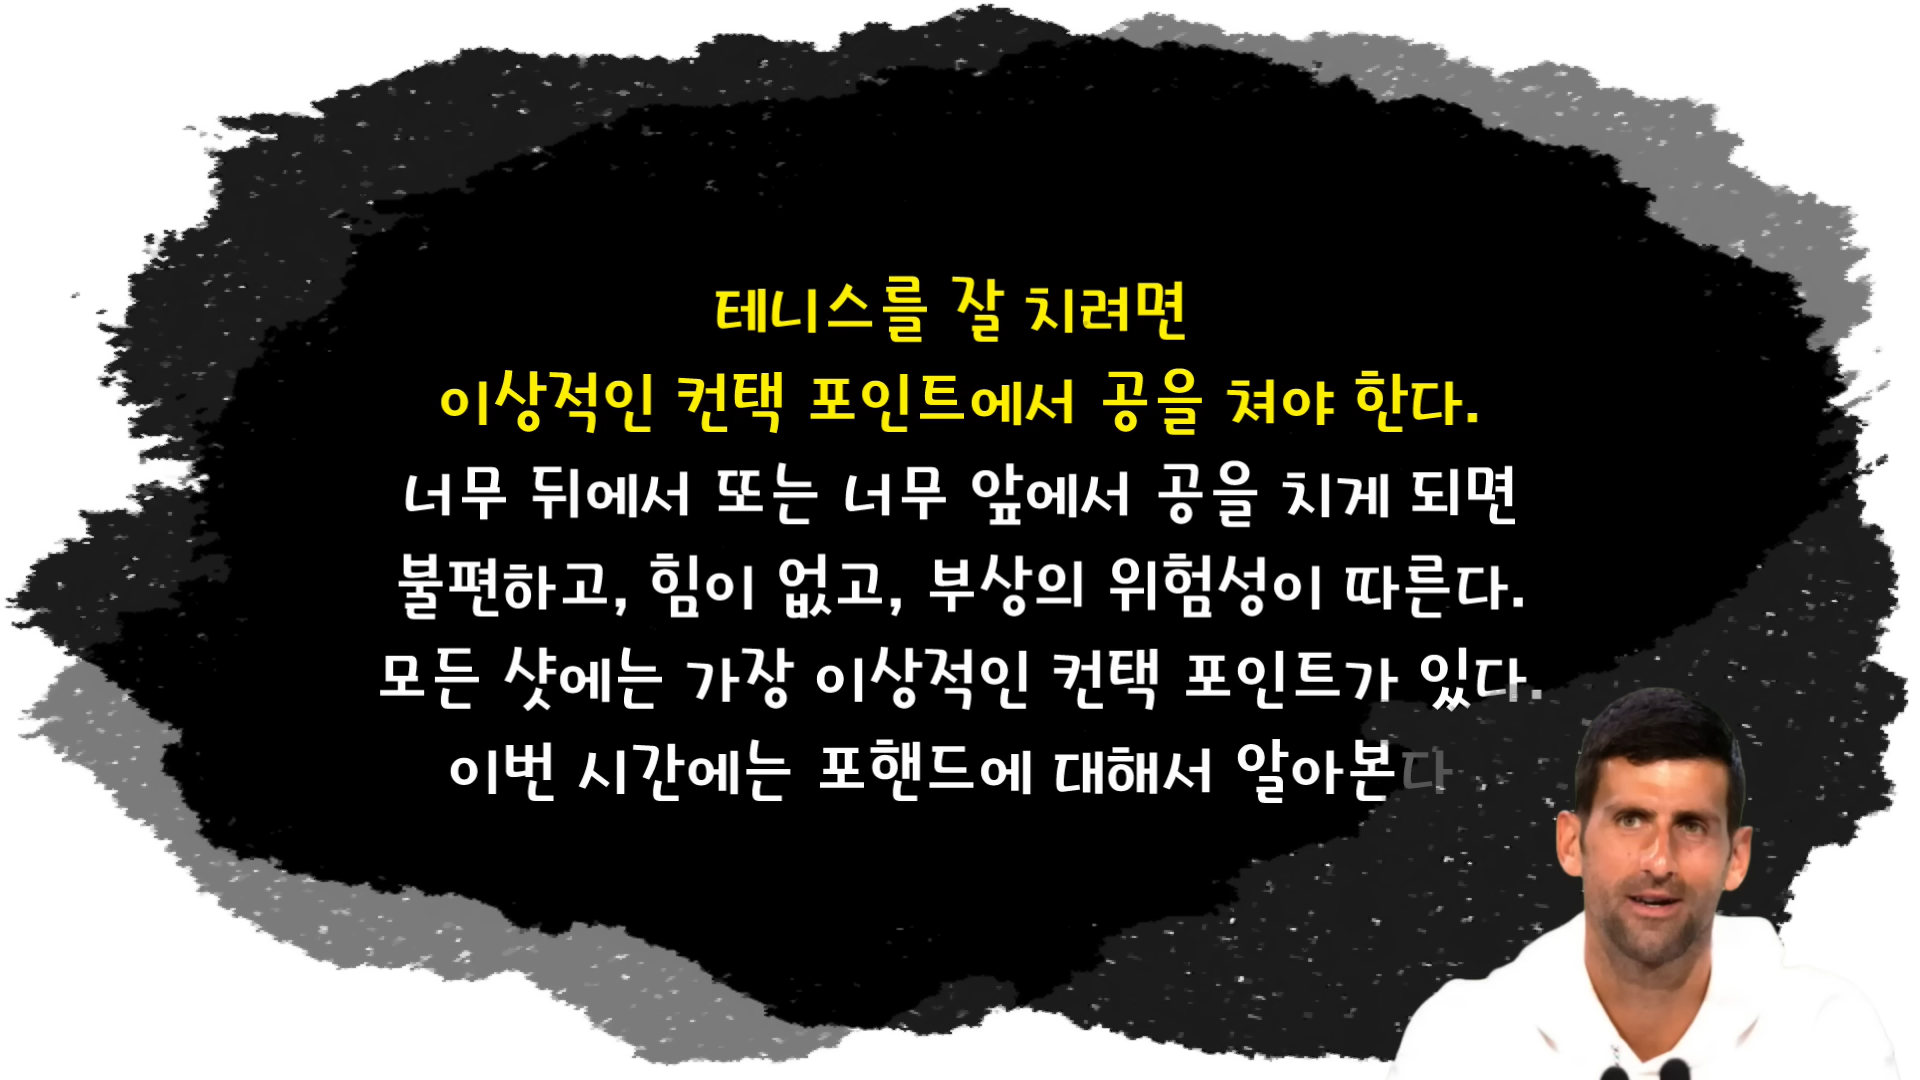 테니스를 잘 치려면
이상적인 컨택 포인트에서 공을 쳐야 한다.
너무 뒤에서 또는 너무 앞에서 공을 치게 되면
불편하고, 힘이 없고, 부상의 위험성이 따른다.
모든 샷에는 가장 이상적인 컨택 포인트가 있다.
이번 시간에는 포핸드에 대해서 알아본다